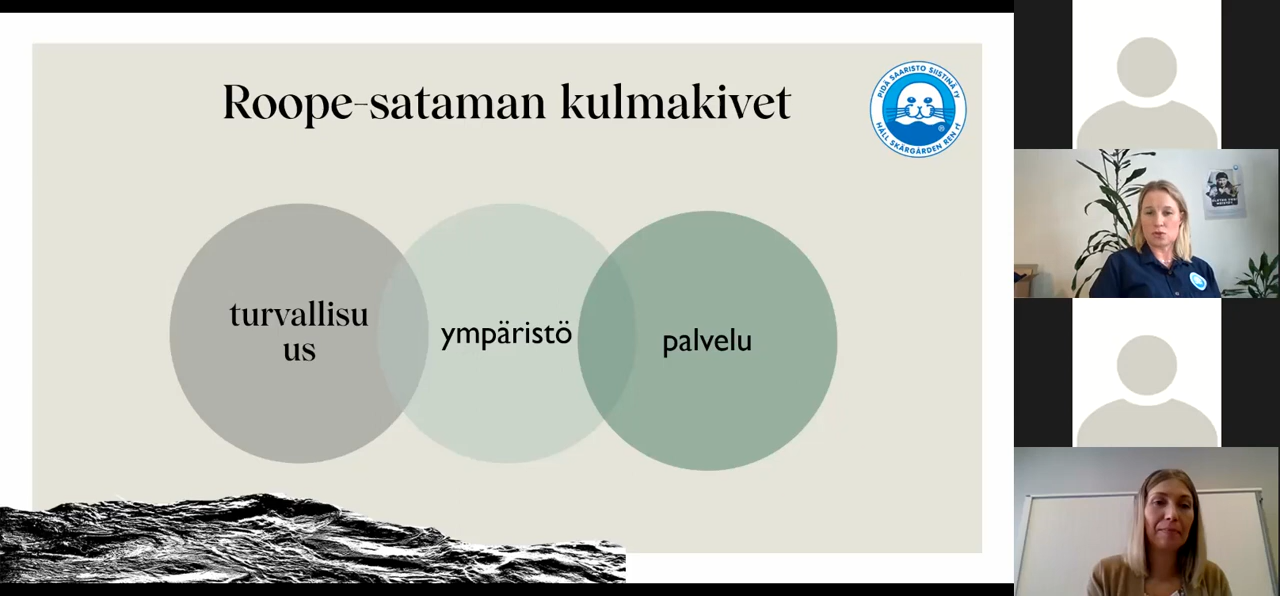 Roope-sataman kulmakivet
PIDÄ SAARISTO SIISTINÄ ry
HÅLL SKÄRGÅRDEN REN rf
®
turvallisu
us
ympäristö
palvelu